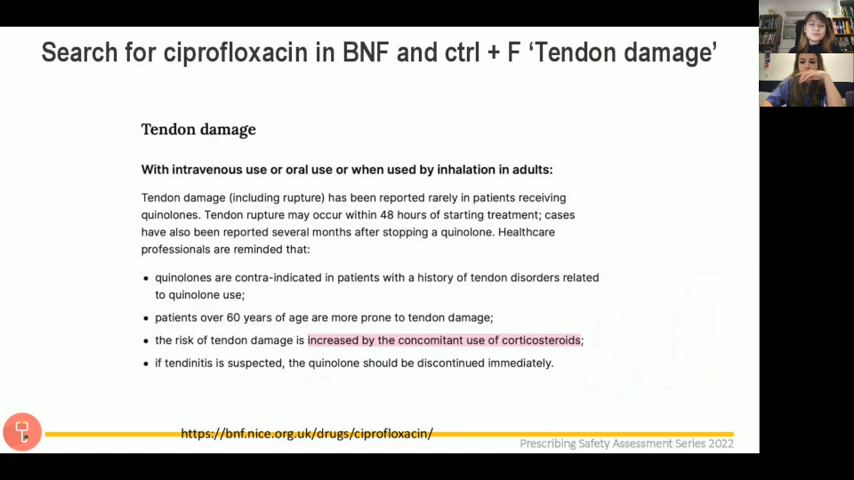 Search for ciprofloxacin in BNF and ctrl + F ‘Tendon damage’
Tendon damage
With intravenous use or oral use or when used by inhalation in adults:
Tendon damage (including rupture) has been reported rarely in patients receiving
quinolones. Tendon rupture may occur within 48 hours of starting treatment; cases
have also been reported several months after stopping a quinolone. Healthcare
professionals are reminded that:
• quinolones are contra-indicated in patients with a history of tendon disorders related
to quinolone use;
• patients over 60 years of age are more prone to tendon damage;
• the risk of tendon damage is increased by the concomitant use of corticosteroids;
• if tendinitis is suspected, the quinolone should be discontinued immediately.
https://bnf.nice.org.uk/drugs/ciprofloxacin/
Prescribing Safety Assessment Series 2022